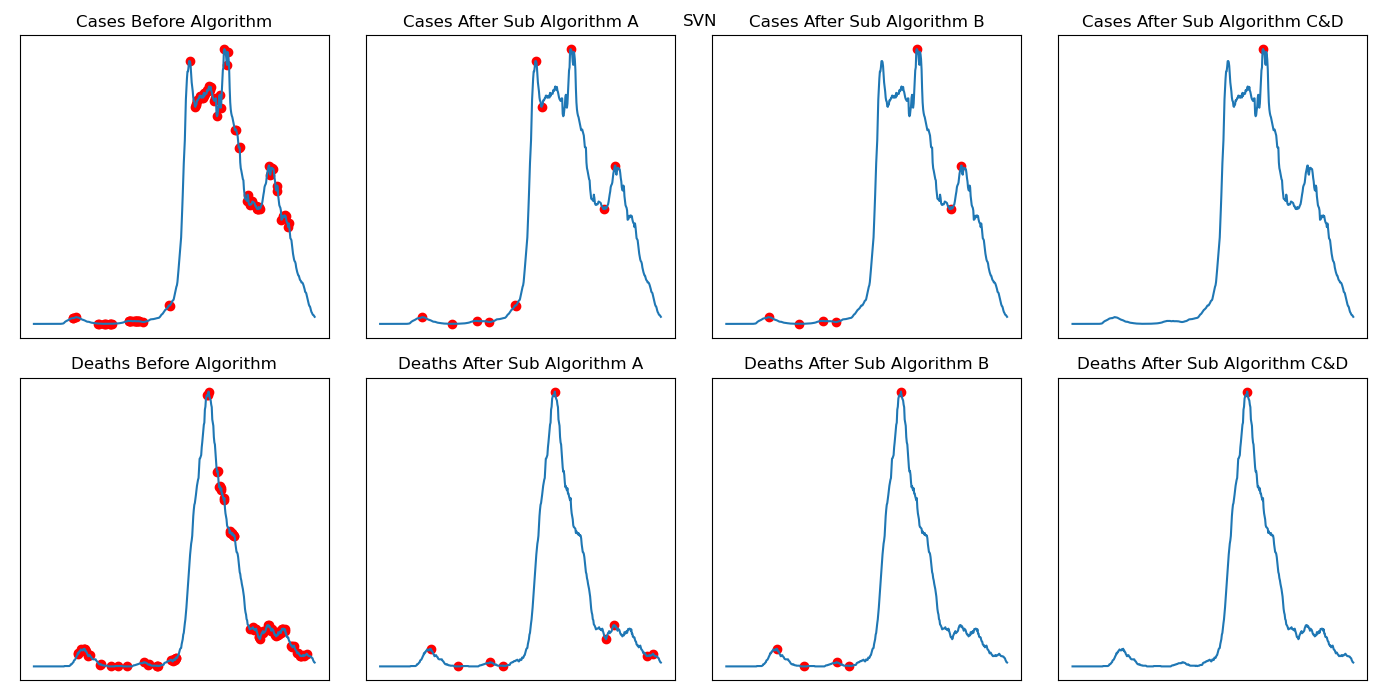 SVN
Cases Before Algorithm
Cases After Sub Algorithm A
Cases After Sub Algorithm B
Cases After Sub Algorithm C&D
Deaths Before Algorithm
Deaths After Sub Algorithm A
Deaths After Sub Algorithm B
Deaths After Sub Algorithm C&D